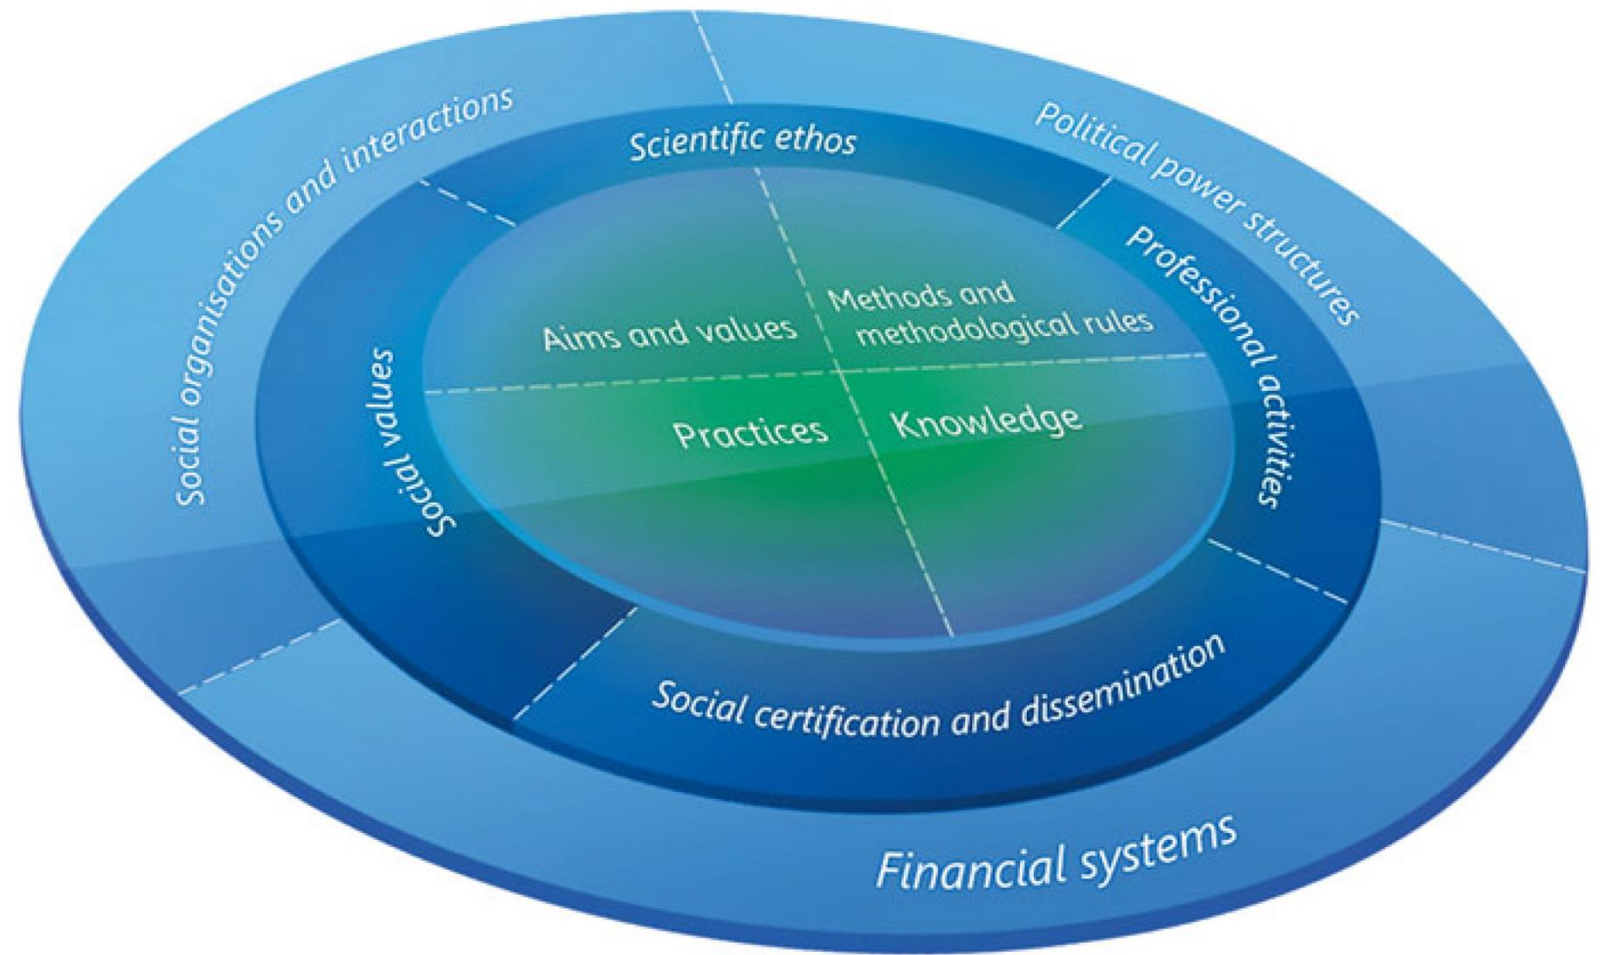 Social organisations and interactions
Political power structures
Scientific ethos
Professional activities
Social values
Aims and values
Methods and
methodological rules
Practices
Knowledge
Social certification and dissemination
Financial systems